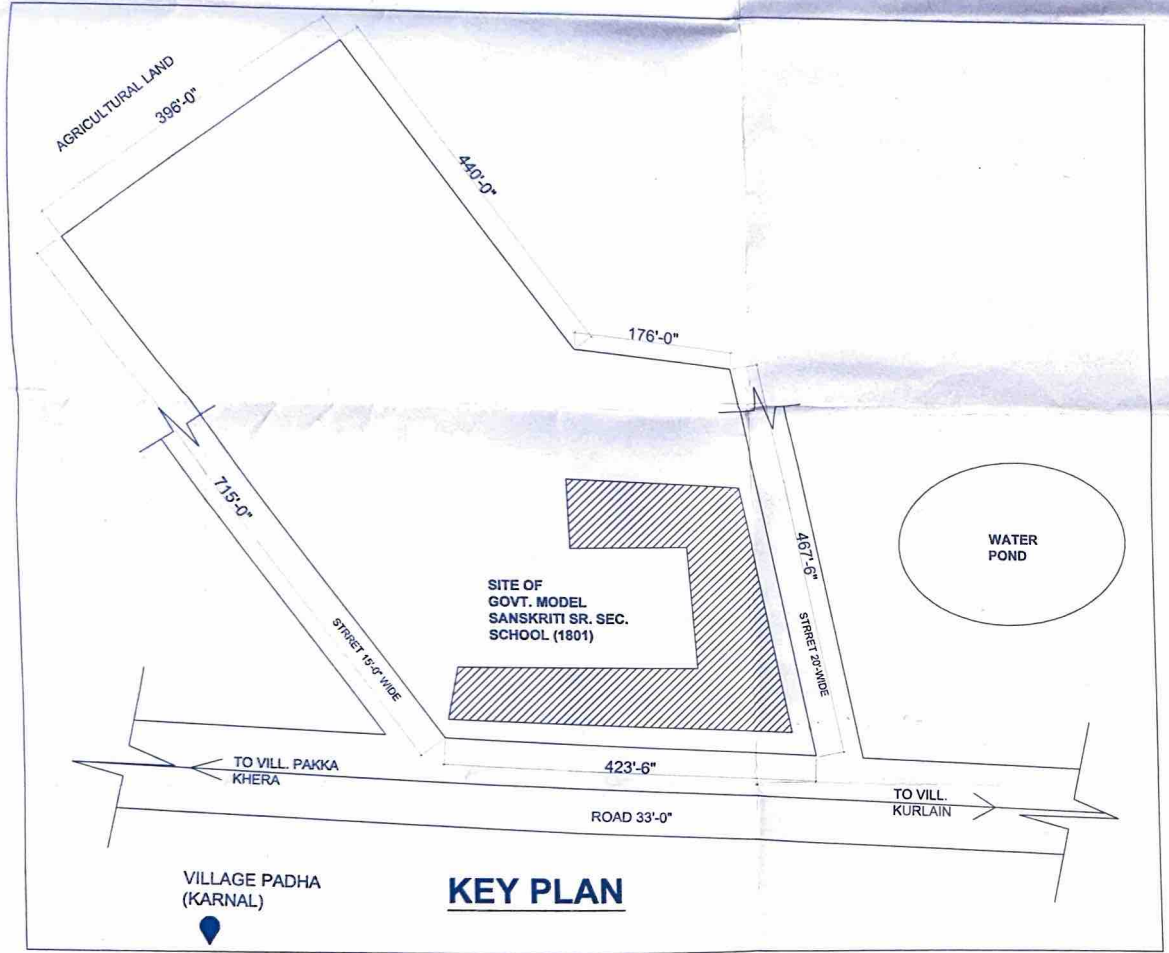 AGRICULTURAL LAND
396'-0"
440'-0"
176'-0"
715'-0"
467'-6"
WATER
POND
SITE OF
GOVT. MODEL
SANSKRITI SR. SEC.
SCHOOL (1801)
STRRET 15'-0" WIDE
STRRET 20'-WIDE
423'-6"
TO VILL. PAKKA
KHERA
TO VILL.
KURLAIN
ROAD 33'-0"
VILLAGE PADHA
(KARNAL)
KEY PLAN